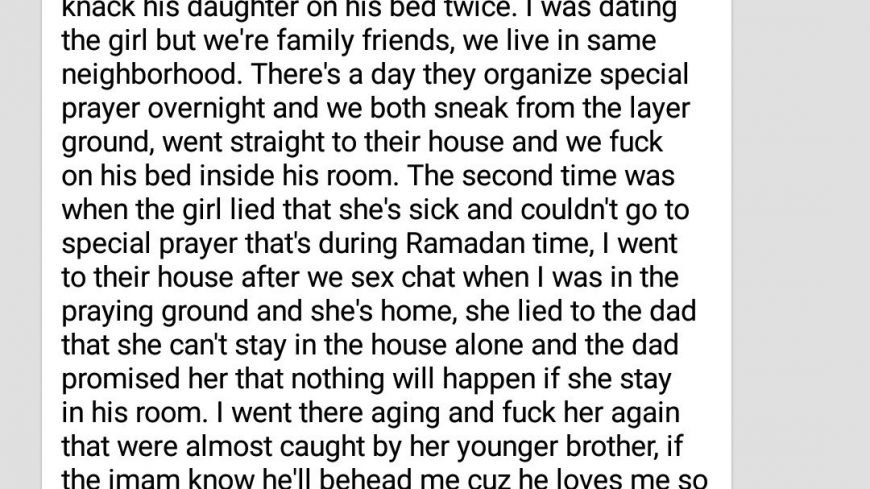 knack his daughter on his bed twice. I was dating
the girl but we're family friends, we live in same
neighborhood. There's a day they organize special
prayer overnight and we both sneak from the layer
ground, went straight to their house and we fuck
on his bed inside his room. The second time was
when the girl lied that she's sick and couldn't go to
special prayer that's during Ramadan time, I went
to their house after we sex chat when I was in the
praying ground and she's home, she lied to the dad
that she can't stay in the house alone and the dad
promised her that nothing will happen if she stay
in his room. I went there aging and fuck her again
that were almost caught by her younger brother, if
the imam know he'll behead me cuz he loves me so